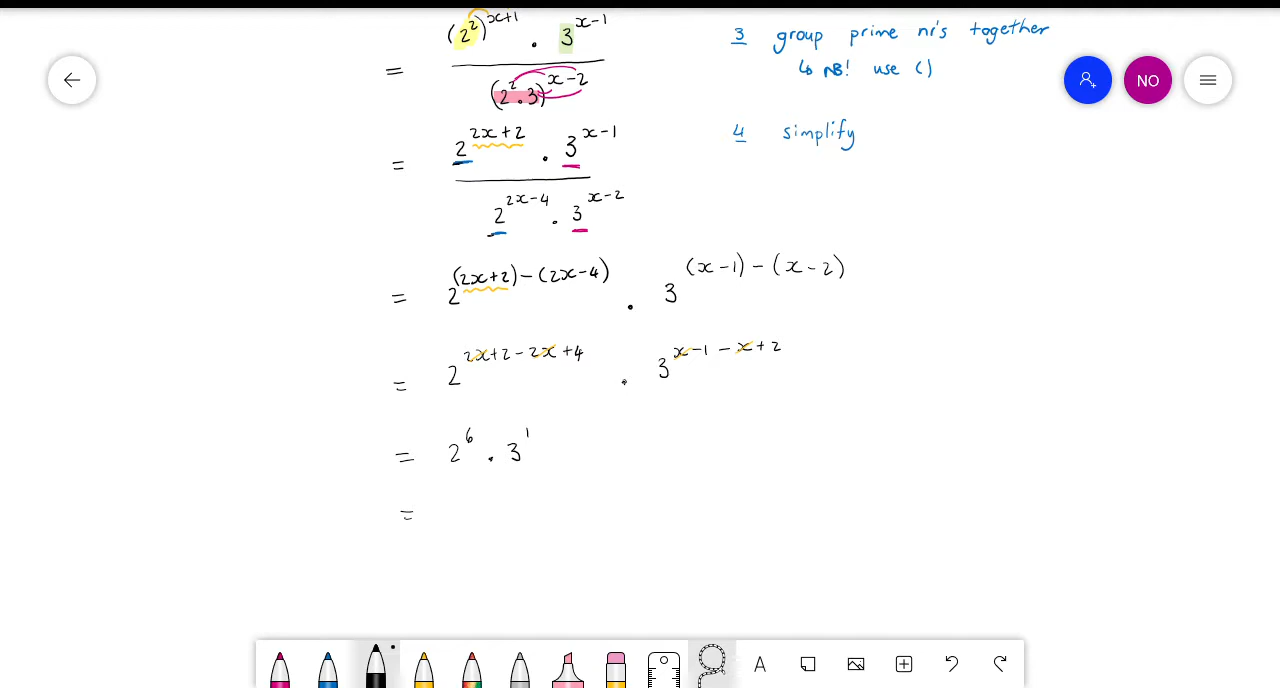 (2²)^(x+1) · 3^(x−1)
=
(2² · 3)^(x−2)
3 group prime nr's together
↳ NB! use ()
NO
4 simplify
2^(2x+2) · 3^(x−1)
=
2^(2x−4) · 3^(x−2)
= 2^((2x+2)−(2x−4)) · 3^((x−1)−(x−2))
= 2^(2x+2−2x+4) · 3^(x−1−x+2)
= 2^6 · 3^1
=
A